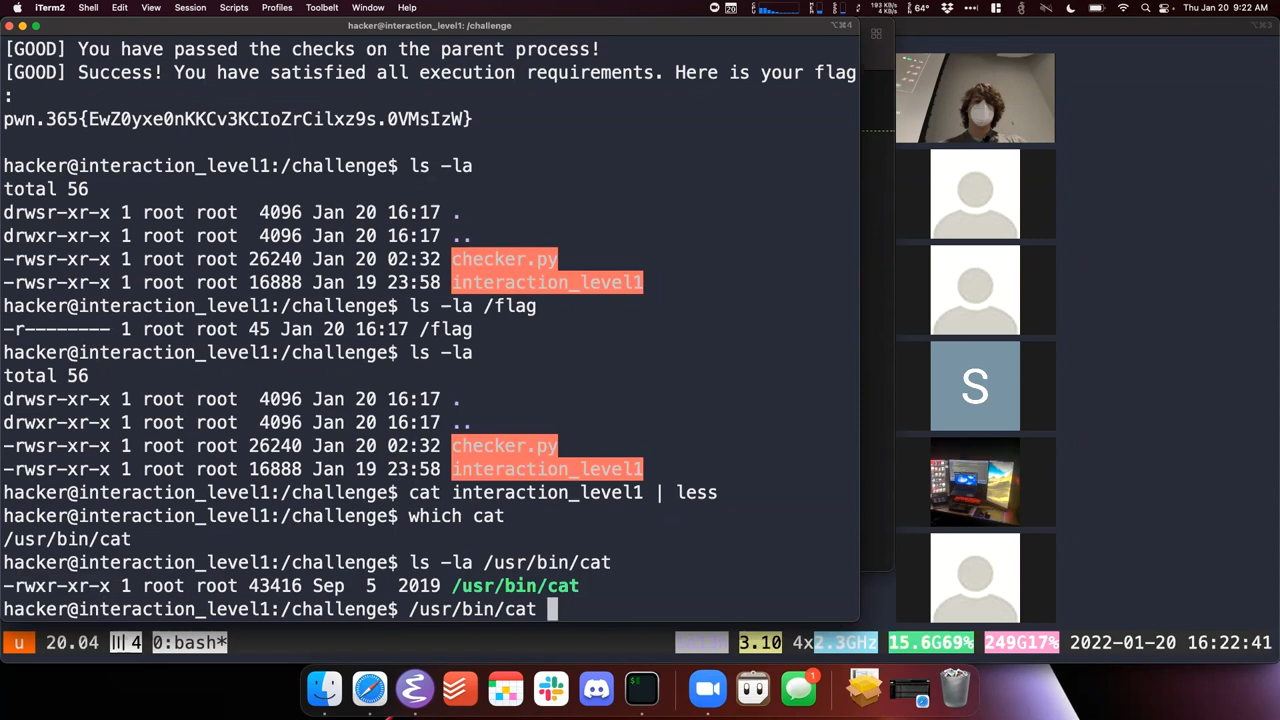 iTerm2 Shell Edit View Session Scripts Profiles Toolbelt Window Help
64° Thu Jan 20 9:22 AM
hacker@interaction_level1: /challenge
⌥⌘4
⌥⌘3
[GOOD] You have passed the checks on the parent process!
[GOOD] Success! You have satisfied all execution requirements. Here is your flag
:
pwn.365{EwZ0yxe0nKKCv3KCIoZrCilxz9s.0VMsIzW}
hacker@interaction_level1:/challenge$ ls -la
total 56
drwsr-xr-x 1 root root  4096 Jan 20 16:17 .
drwxr-xr-x 1 root root  4096 Jan 20 16:17 ..
-rwsr-xr-x 1 root root 26240 Jan 20 02:32 checker.py
-rwsr-xr-x 1 root root 16888 Jan 19 23:58 interaction_level1
hacker@interaction_level1:/challenge$ ls -la /flag
-r-------- 1 root root 45 Jan 20 16:17 /flag
hacker@interaction_level1:/challenge$ ls -la
total 56
drwsr-xr-x 1 root root  4096 Jan 20 16:17 .
drwxr-xr-x 1 root root  4096 Jan 20 16:17 ..
-rwsr-xr-x 1 root root 26240 Jan 20 02:32 checker.py
-rwsr-xr-x 1 root root 16888 Jan 19 23:58 interaction_level1
hacker@interaction_level1:/challenge$ cat interaction_level1 | less
hacker@interaction_level1:/challenge$ which cat
/usr/bin/cat
hacker@interaction_level1:/challenge$ ls -la /usr/bin/cat
-rwxr-xr-x 1 root root 43416 Sep  5  2019 /usr/bin/cat
hacker@interaction_level1:/challenge$ /usr/bin/cat
S
u 20.04 4 0:bash* 3.10 4x2.3GHz 15.6G69% 249G17% 2022-01-20 16:22:41
1